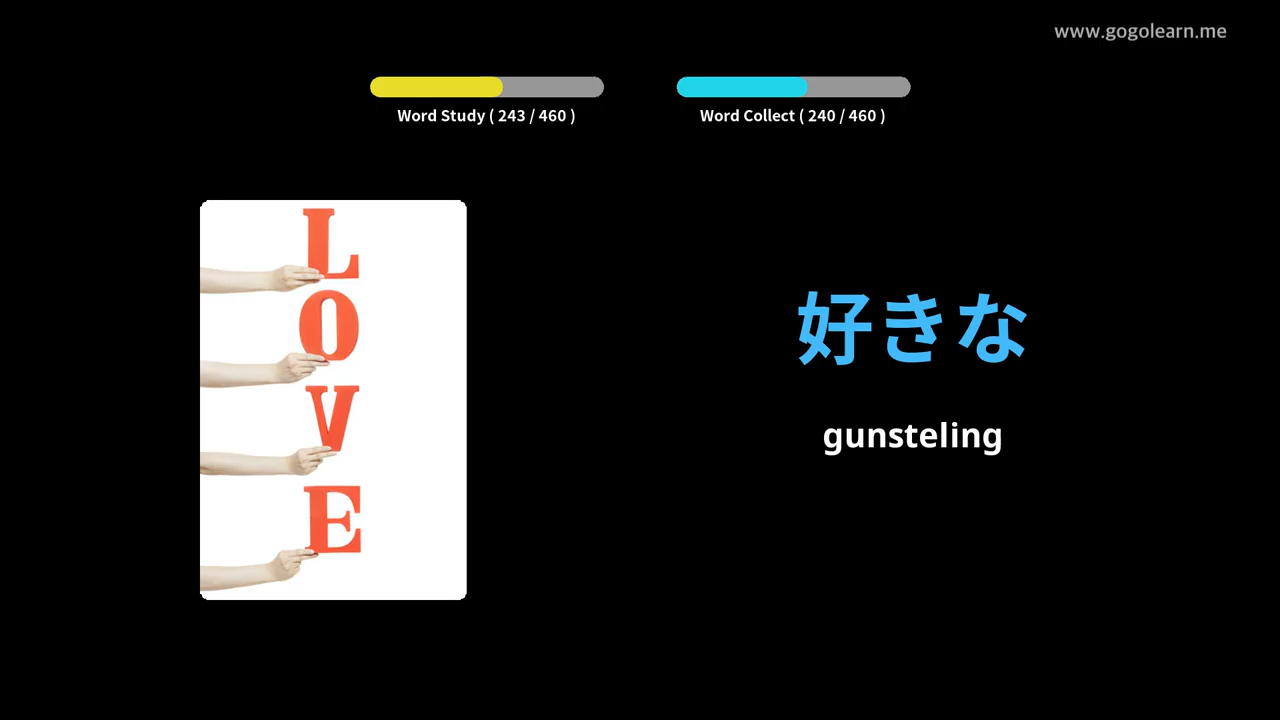 www.gogolearn.me
Word Study ( 243 / 460 )
Word Collect ( 240 / 460 )
L
O
V
E
好きな
gunsteling